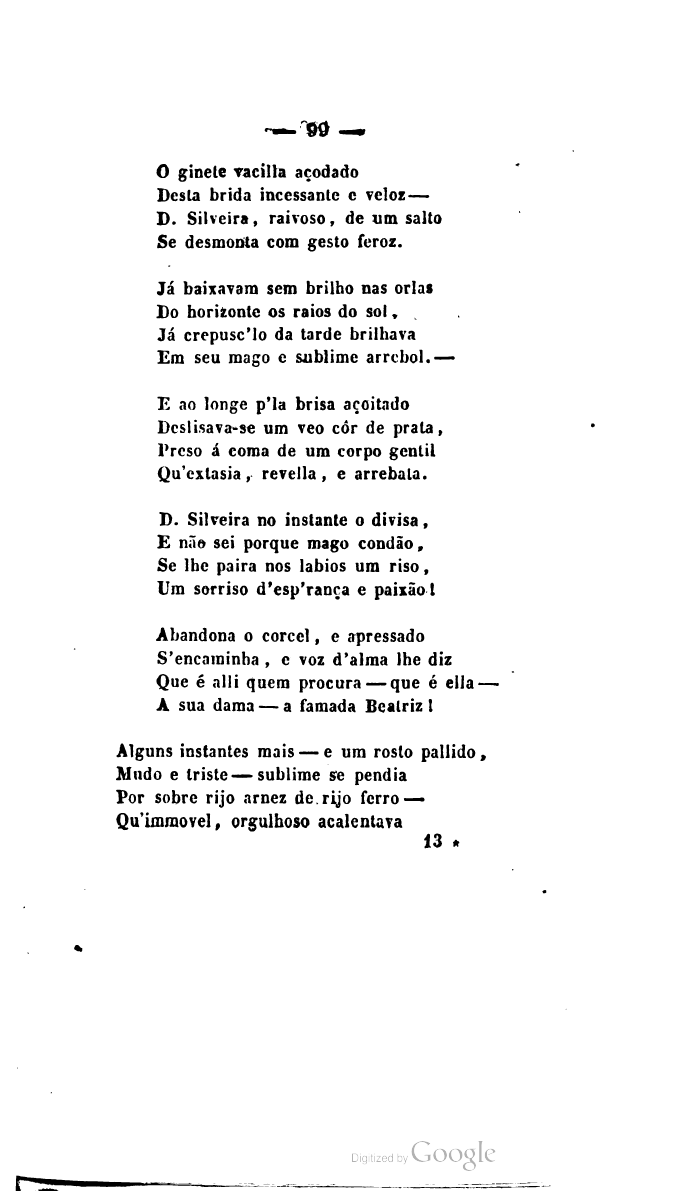 — 99 —
O ginete vacilla açodado
Desta brida incessante e veloz—
D. Silveira, raivoso, de um salto
Se desmonta com gesto feroz.
Já baixavam sem brilho nas orlas
Do horizonte os raios do sol,
Já crepusc'lo da tarde brilhava
Em seu mago e sublime arrebol.—
E ao longe p'la brisa açoitado
Deslisava-se um veo côr de prata,
Preso á coma de um corpo gentil
Qu'extasia, revella, e arrebata.
D. Silveira no instante o divisa,
E não sei porque mago condão,
Se lhe paira nos labios um riso,
Um sorriso d'esp'rança e paixão!
Abandona o corcel, e apressado
S'encaminha, e voz d'alma lhe diz
Que é alli quem procura—que é ella—
A sua dama—a famada Beatriz!
Alguns instantes mais—e um rosto pallido,
Mudo e triste—sublime se pendia
Por sobre rijo arnez de rijo ferro—
Qu'immovel, orgulhoso acalentava
13 *
Digitized by Google